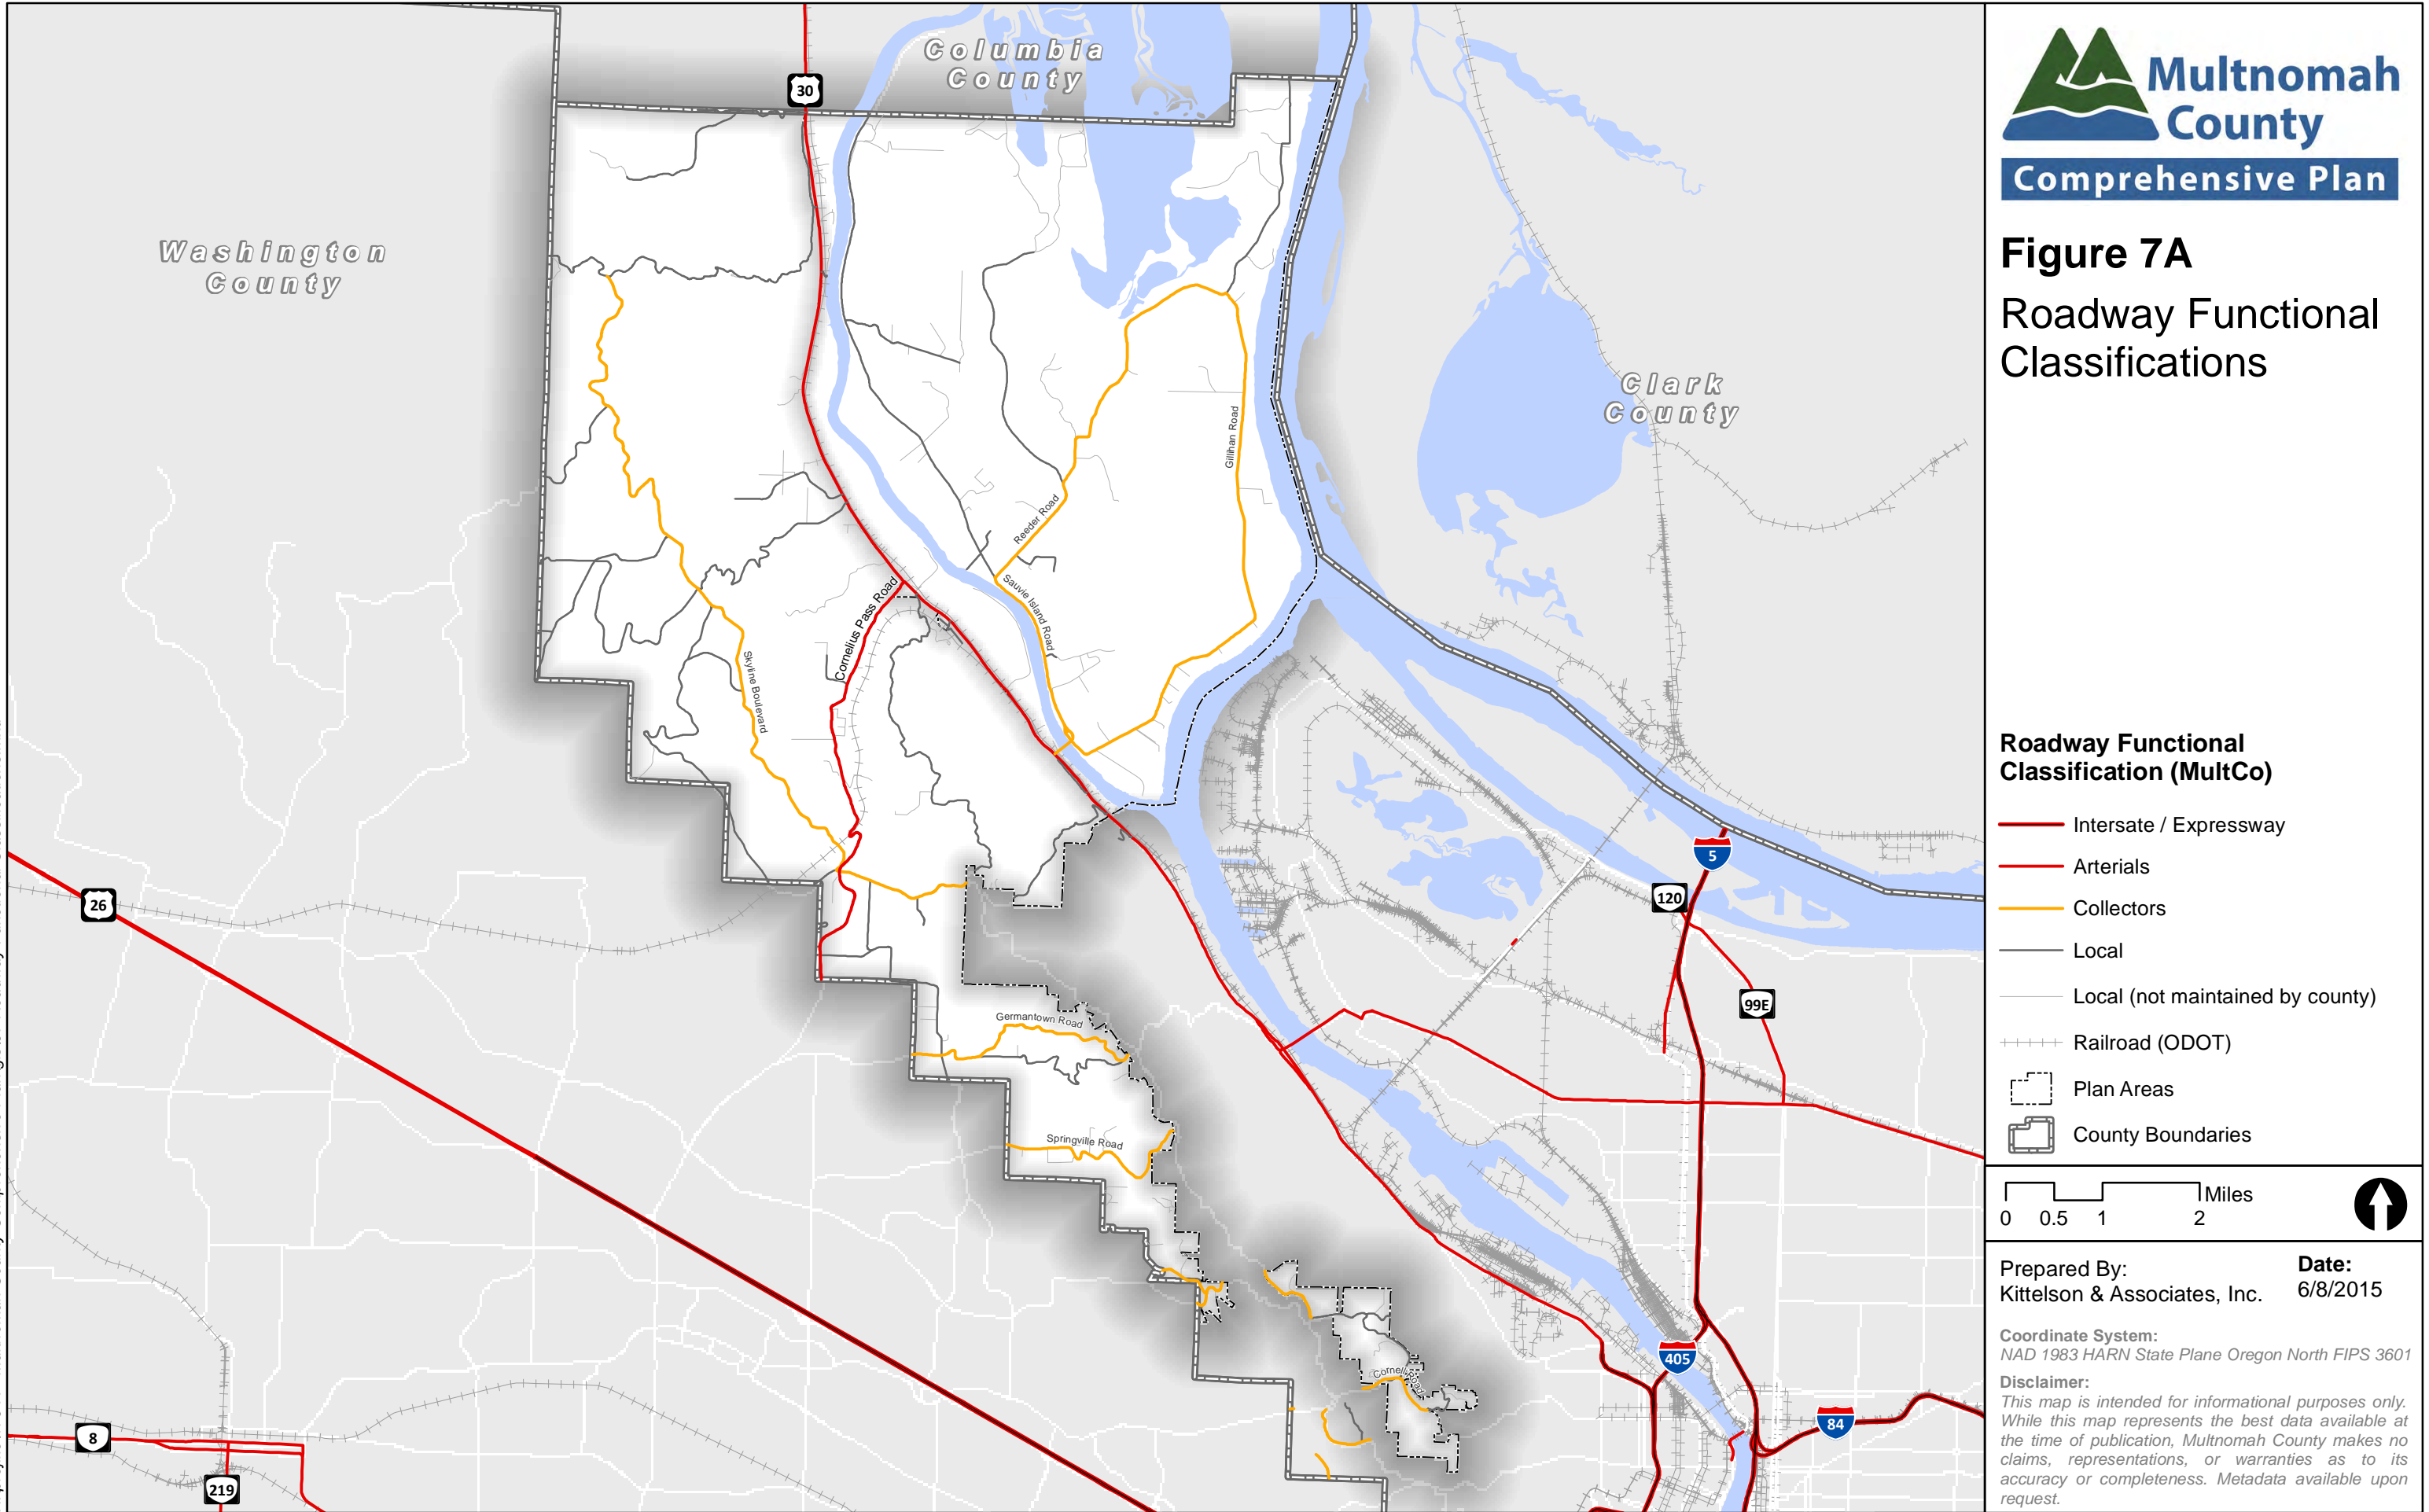 Columbia
County
30
Washington
County
Clark
County
Gillihan Road
Reeder Road
Sauvie Island Road
Cornelius Pass Road
Skyline Boulevard
26
5
120
99E
Germantown Road
Springville Road
Cornell Road
405
84
8
219
Multnomah
County
Comprehensive Plan
Figure 7A
Roadway Functional
Classifications
Roadway Functional
Classification (MultCo)
Intersate / Expressway
Arterials
Collectors
Local
Local (not maintained by county)
Railroad (ODOT)
Plan Areas
County Boundaries
Miles
0 0.5 1 2
Prepared By:
Kittelson & Associates, Inc.
Date:
6/8/2015
Coordinate System:
NAD 1983 HARN State Plane Oregon North FIPS 3601
Disclaimer:
This map is intended for informational purposes only.
While this map represents the best data available at
the time of publication, Multnomah County makes no
claims, representations, or warranties as to its
accuracy or completeness. Metadata available upon
request.